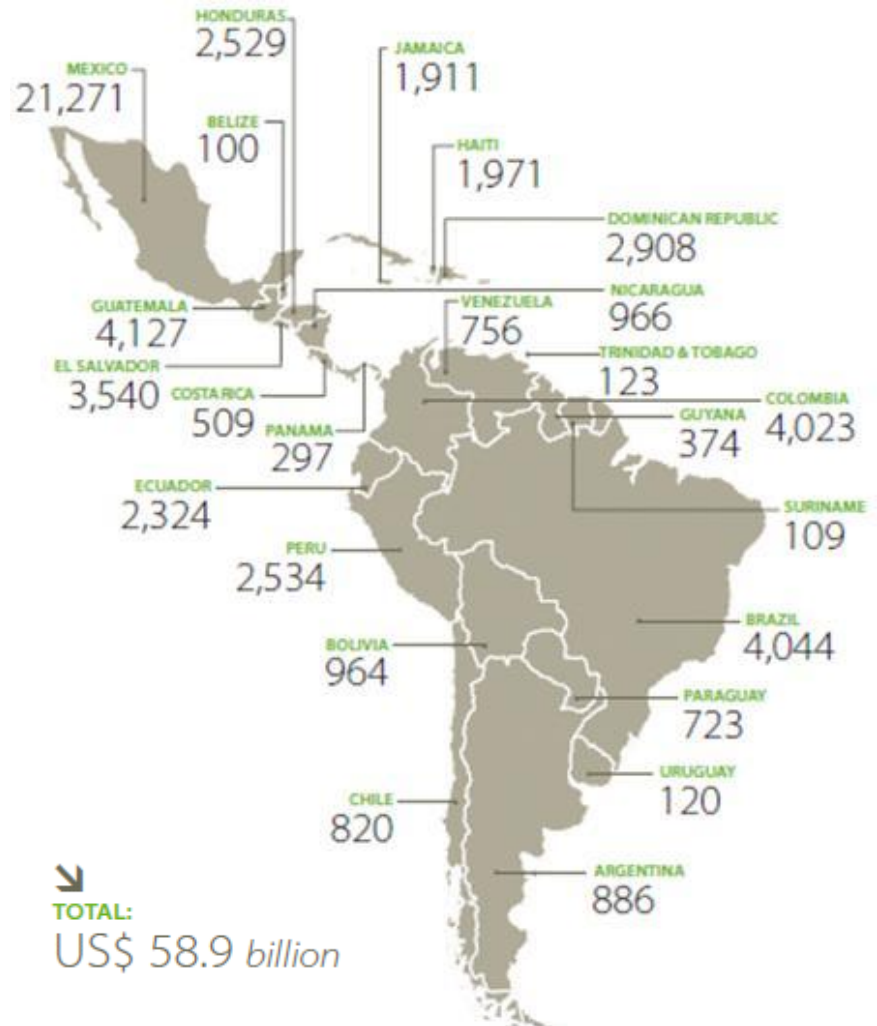 HONDURAS
2,529
JAMAICA
1,911
MEXICO
21,271
BELIZE
100
HAITI
1,971
DOMINICAN REPUBLIC
2,908
NICARAGUA
966
VENEZUELA
756
GUATEMALA
4,127
TRINIDAD & TOBAGO
123
EL SALVADOR
3,540
COSTA RICA
509
COLOMBIA
4,023
GUYANA
374
PANAMA
297
ECUADOR
2,324
SURINAME
109
PERU
2,534
BRAZIL
4,044
BOLIVIA
964
PARAGUAY
723
URUGUAY
120
CHILE
820
ARGENTINA
886
TOTAL:
US$ 58.9 billion